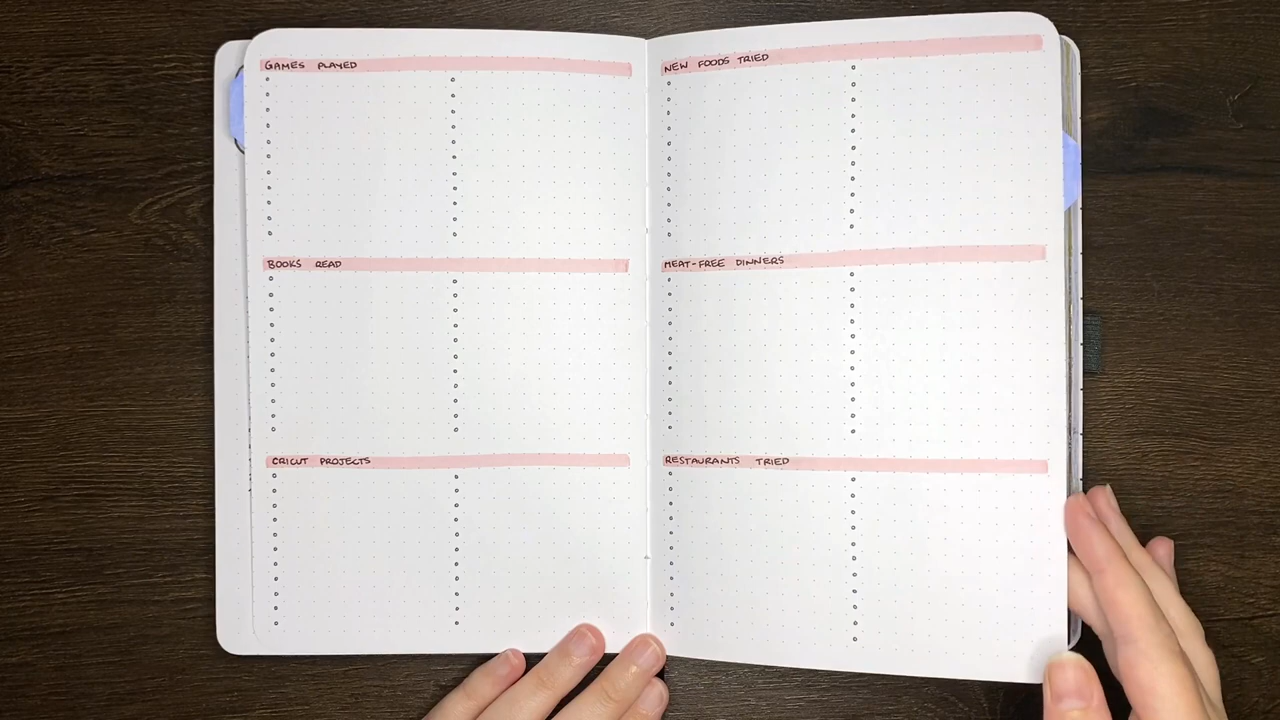 GAMES PLAYED
BOOKS READ
CRICUT PROJECTS
NEW FOODS TRIED
MEAT-FREE DINNERS
RESTAURANTS TRIED